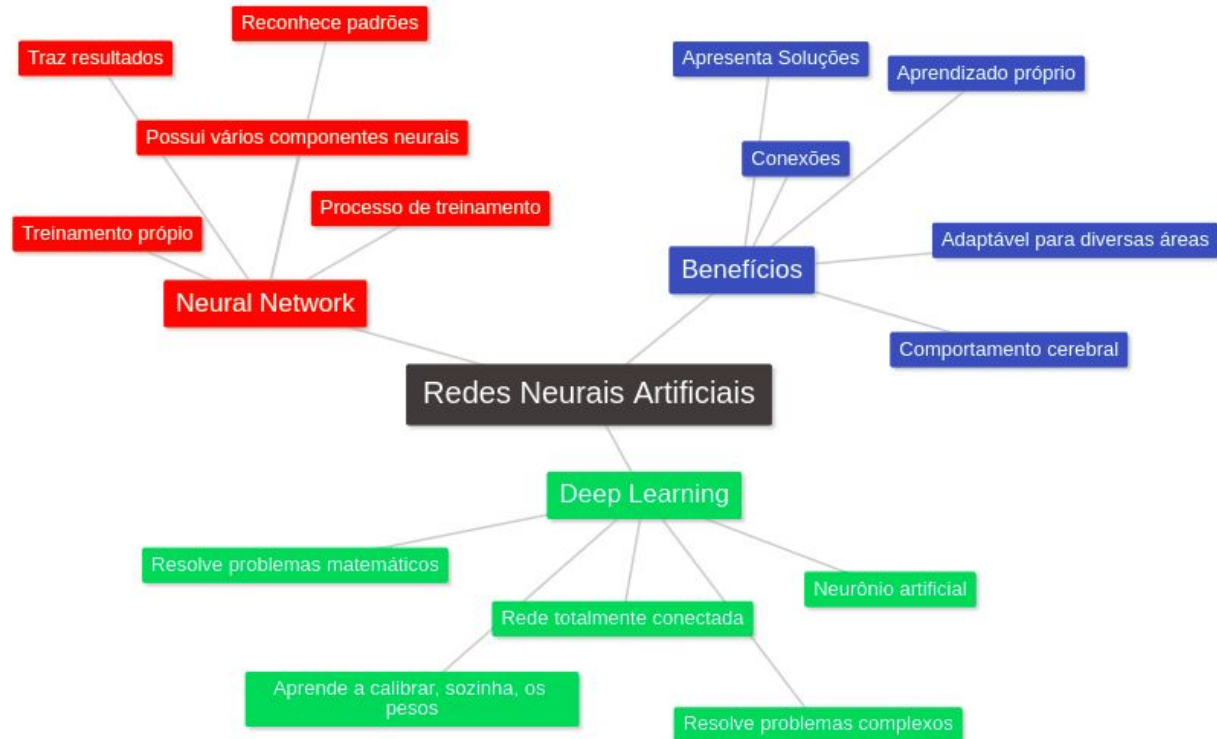 Reconhece padrões
Traz resultados
Possui vários componentes neurais
Processo de treinamento
Treinamento própio
Neural Network
Apresenta Soluções
Aprendizado próprio
Conexões
Adaptável para diversas áreas
Benefícios
Comportamento cerebral
Redes Neurais Artificiais
Deep Learning
Resolve problemas matemáticos
Neurônio artificial
Rede totalmente conectada
Aprende a calibrar, sozinha, os
pesos
Resolve problemas complexos